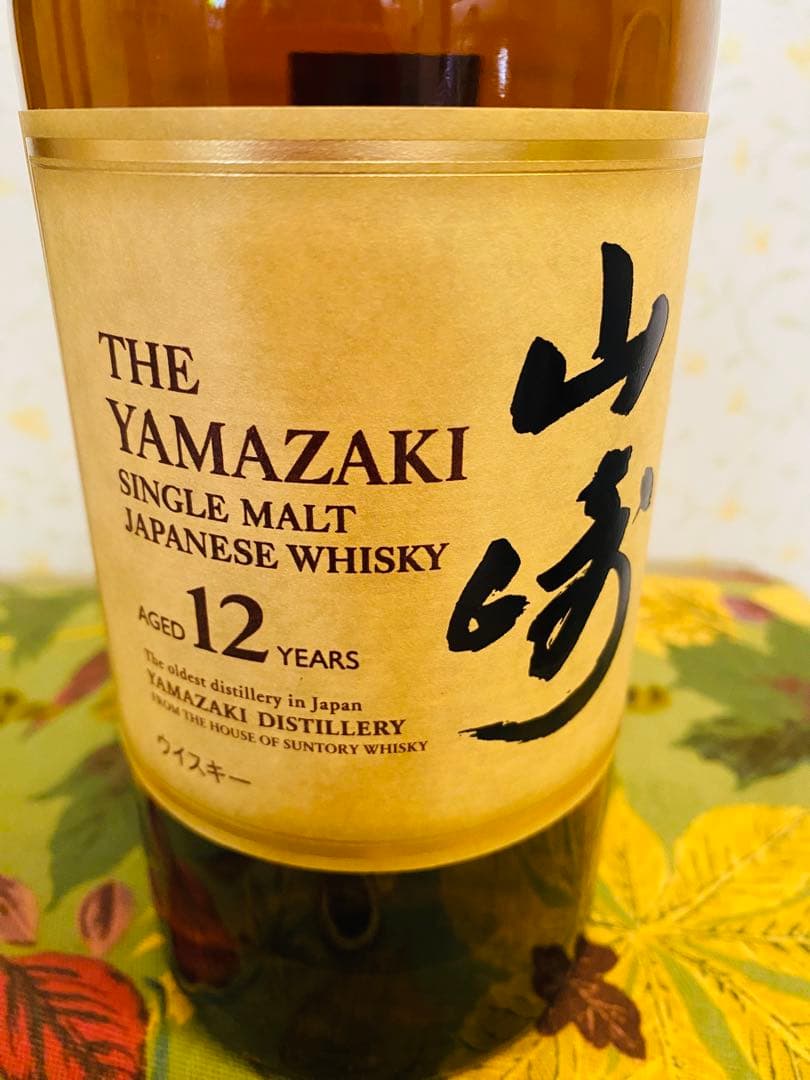 THE
YAMAZAKI
SINGLE MALT
JAPANESE WHISKY
AGED 12 YEARS
The oldest distillery in Japan
YAMAZAKI DISTILLERY
FROM THE HOUSE OF SUNTORY WHISKY
ウイスキー
山崎